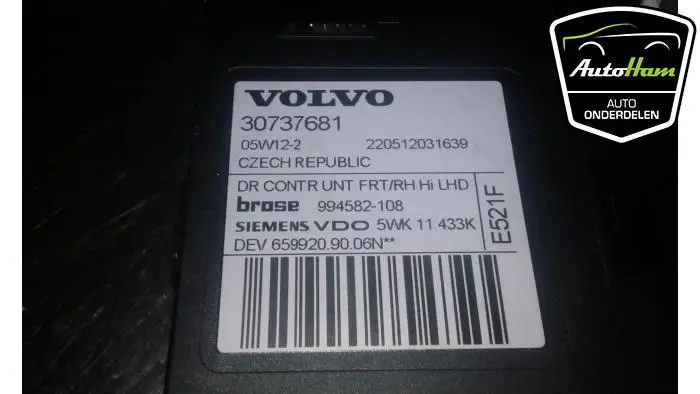 VOLVO
30737681
05W12-2 220512031639
CZECH REPUBLIC
DR CONTR UNT FRT/RH Hi LHD
brose 994582-108
SIEMENS VDO 5WK 11 433K
DEV 659920.90.06N**
E521F
AutoHam
AUTO
ONDERDELEN